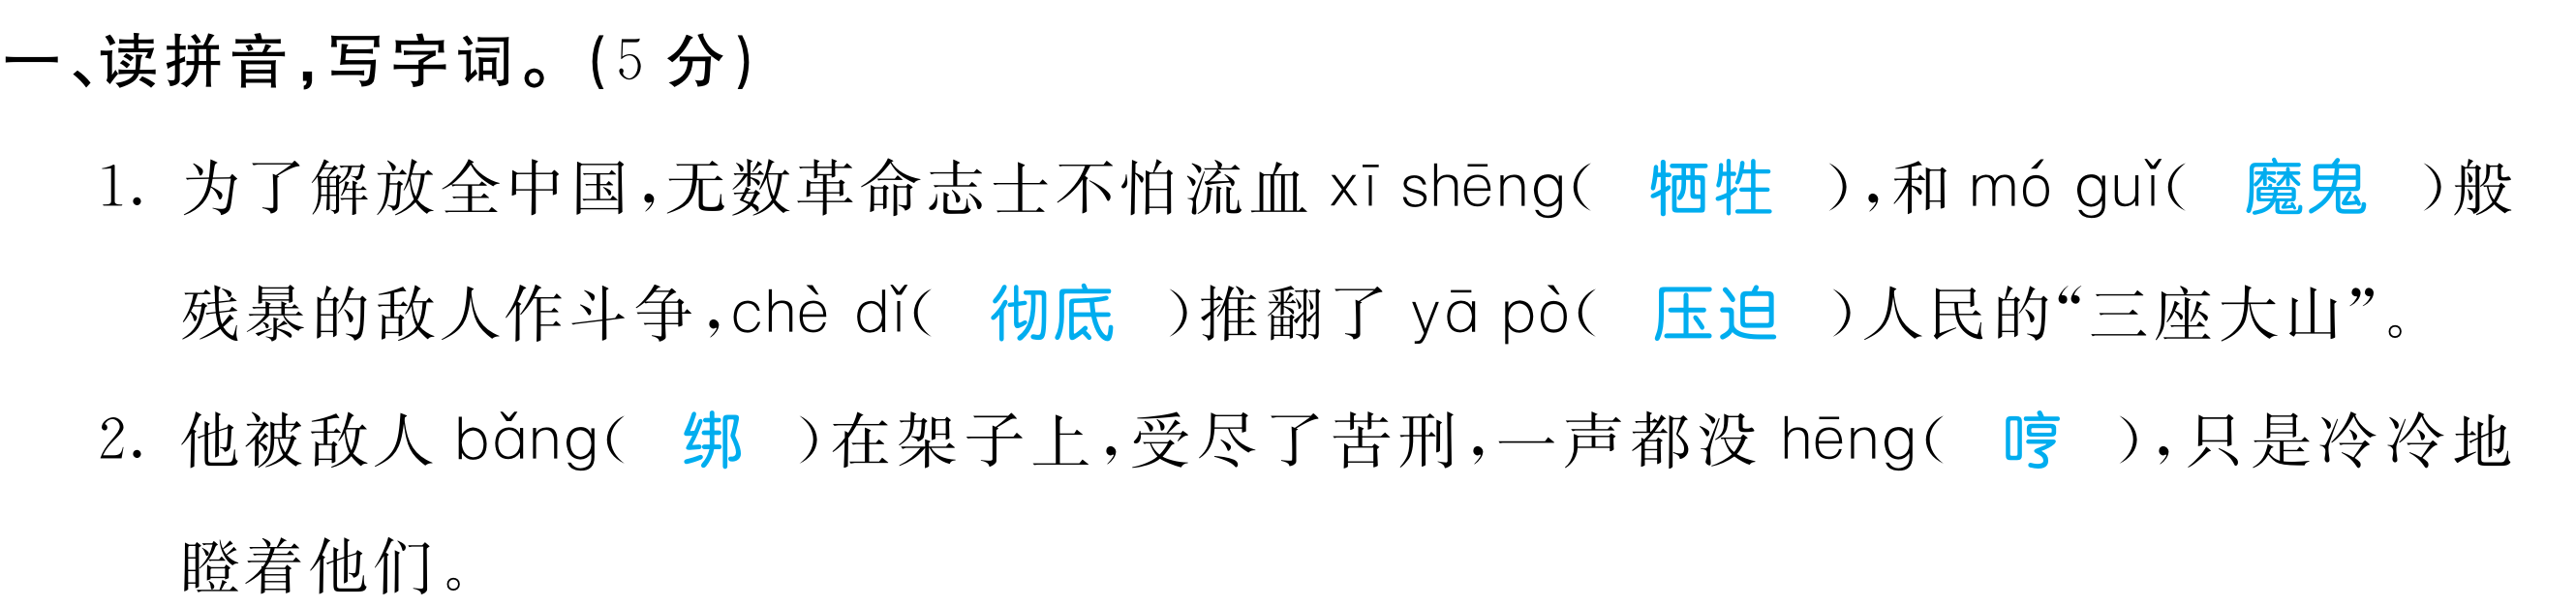 一、读拼音,写字词。(5 分)
1. 为了解放全中国,无数革命志士不怕流血 xī shēng( 牺牲 ),和 mó guǐ( 魔鬼 )般
残暴的敌人作斗争,chè dǐ( 彻底 )推翻了 yā pò( 压迫 )人民的“三座大山”。
2. 他被敌人 bǎng( 绑 )在架子上,受尽了苦刑,一声都没 hēng( 哼 ),只是冷冷地
瞪着他们。